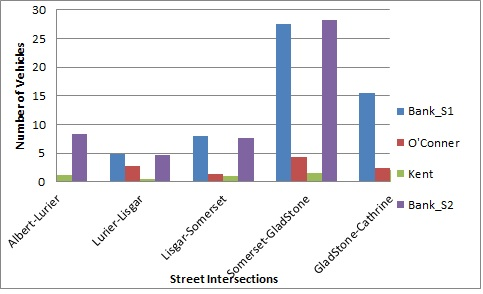 30
25
20
15
10
5
0
Number of Vehicles
Albert-Lurier
Lurier-Lisgar
Lisgar-Somerset
Somerset-GladStone
GladStone-Cathrine
Street Intersections
Bank_S1
O'Conner
Kent
Bank_S2